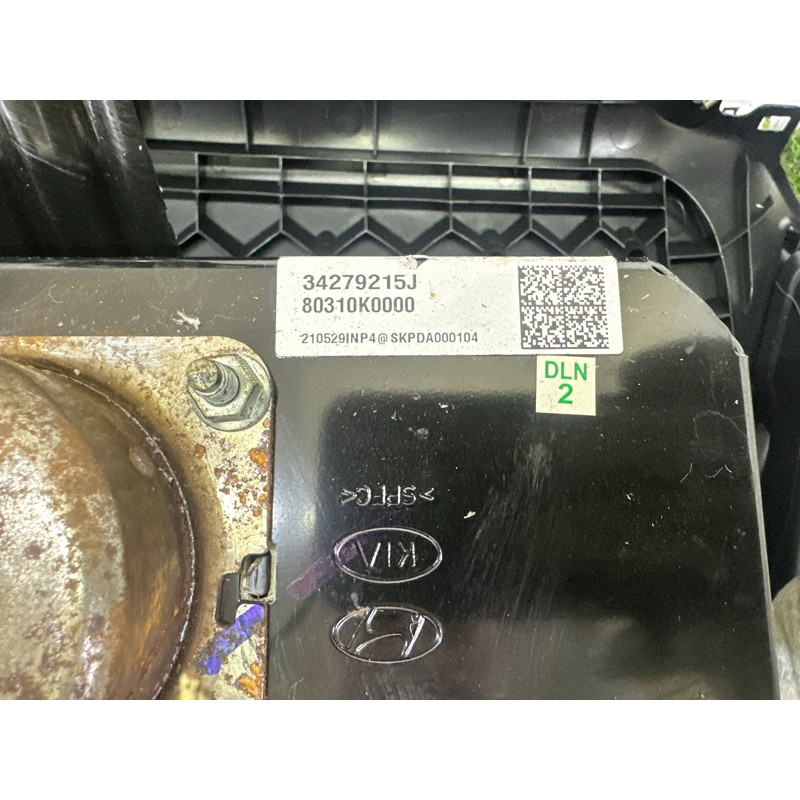 34279215J
80310K0000
210529INP4@SKPDA000104
DLN
2
>SPFC<
KIA